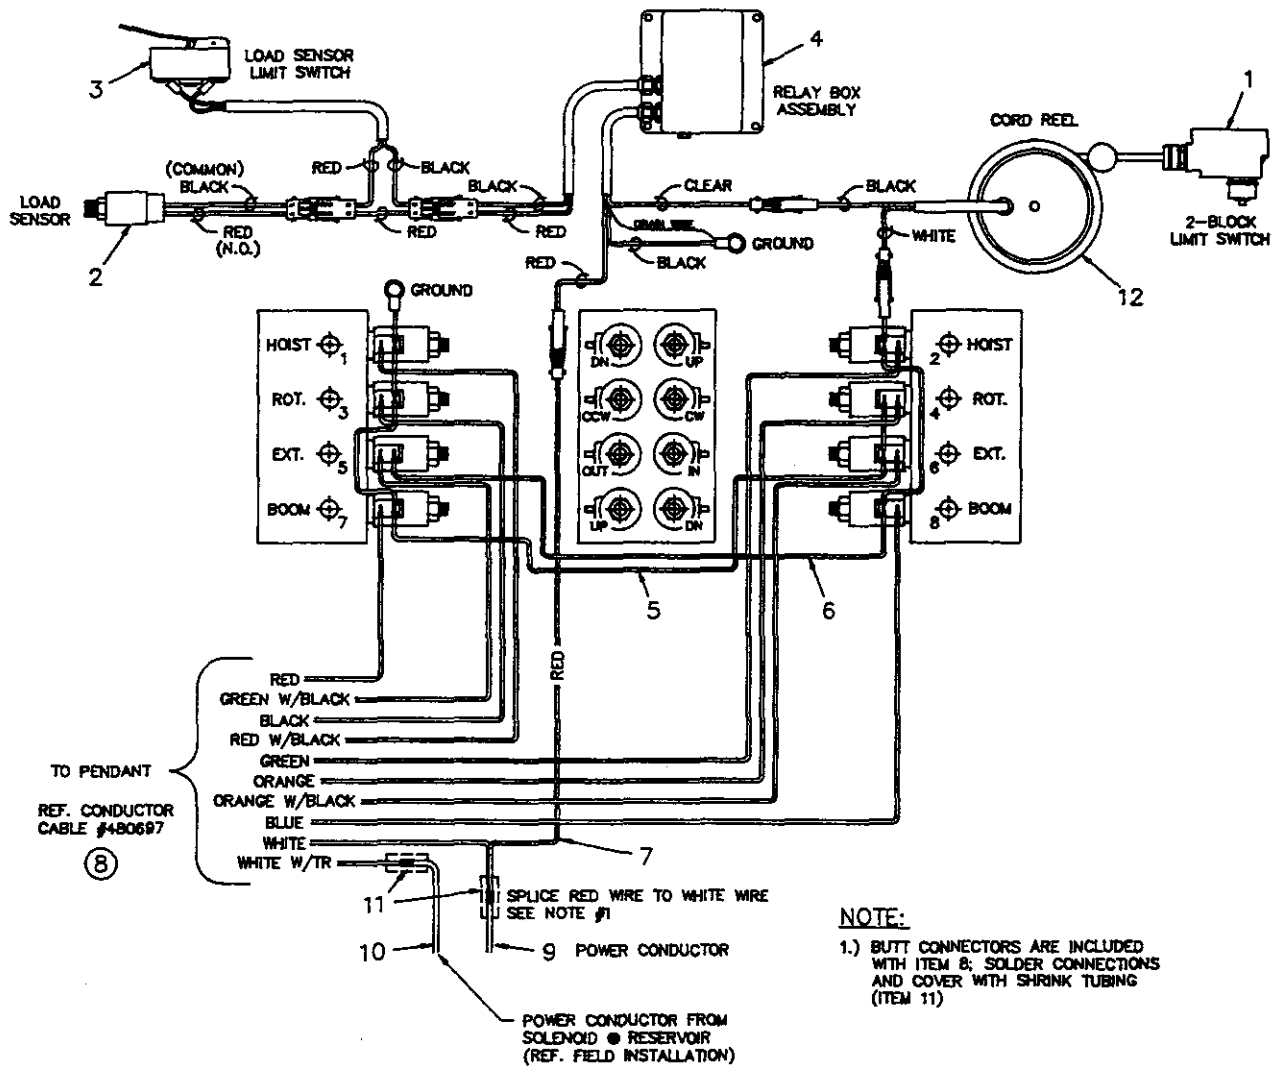 4
1
3
LOAD SENSOR
LIMIT SWITCH
RELAY BOX
ASSEMBLY
CORD REEL
(COMMON)
BLACK
RED
BLACK
BLACK
CLEAR
BLACK
LOAD
SENSOR
RED
(N.O.)
RED
RED
DRAIN WIRE
GROUND
WHITE
2-BLOCK
LIMIT SWITCH
2
RED
BLACK
12
GROUND
HOIST
1
ROT.
3
EXT.
5
BOOM
7
DN
UP
CCW
CW
OUT
IN
UP
DN
2
HOIST
4
ROT.
6
EXT.
8
BOOM
5
6
RED
RED
GREEN W/BLACK
BLACK
RED W/BLACK
GREEN
ORANGE
ORANGE W/BLACK
BLUE
WHITE
WHITE W/TR
TO PENDANT
REF. CONDUCTOR
CABLE #480697
8
7
11
SPLICE RED WIRE TO WHITE WIRE
SEE NOTE #1
10
9
POWER CONDUCTOR
POWER CONDUCTOR FROM
SOLENOID @ RESERVOIR
(REF. FIELD INSTALLATION)
NOTE:
1.) BUTT CONNECTORS ARE INCLUDED
WITH ITEM 8; SOLDER CONNECTIONS
AND COVER WITH SHRINK TUBING
(ITEM 11)